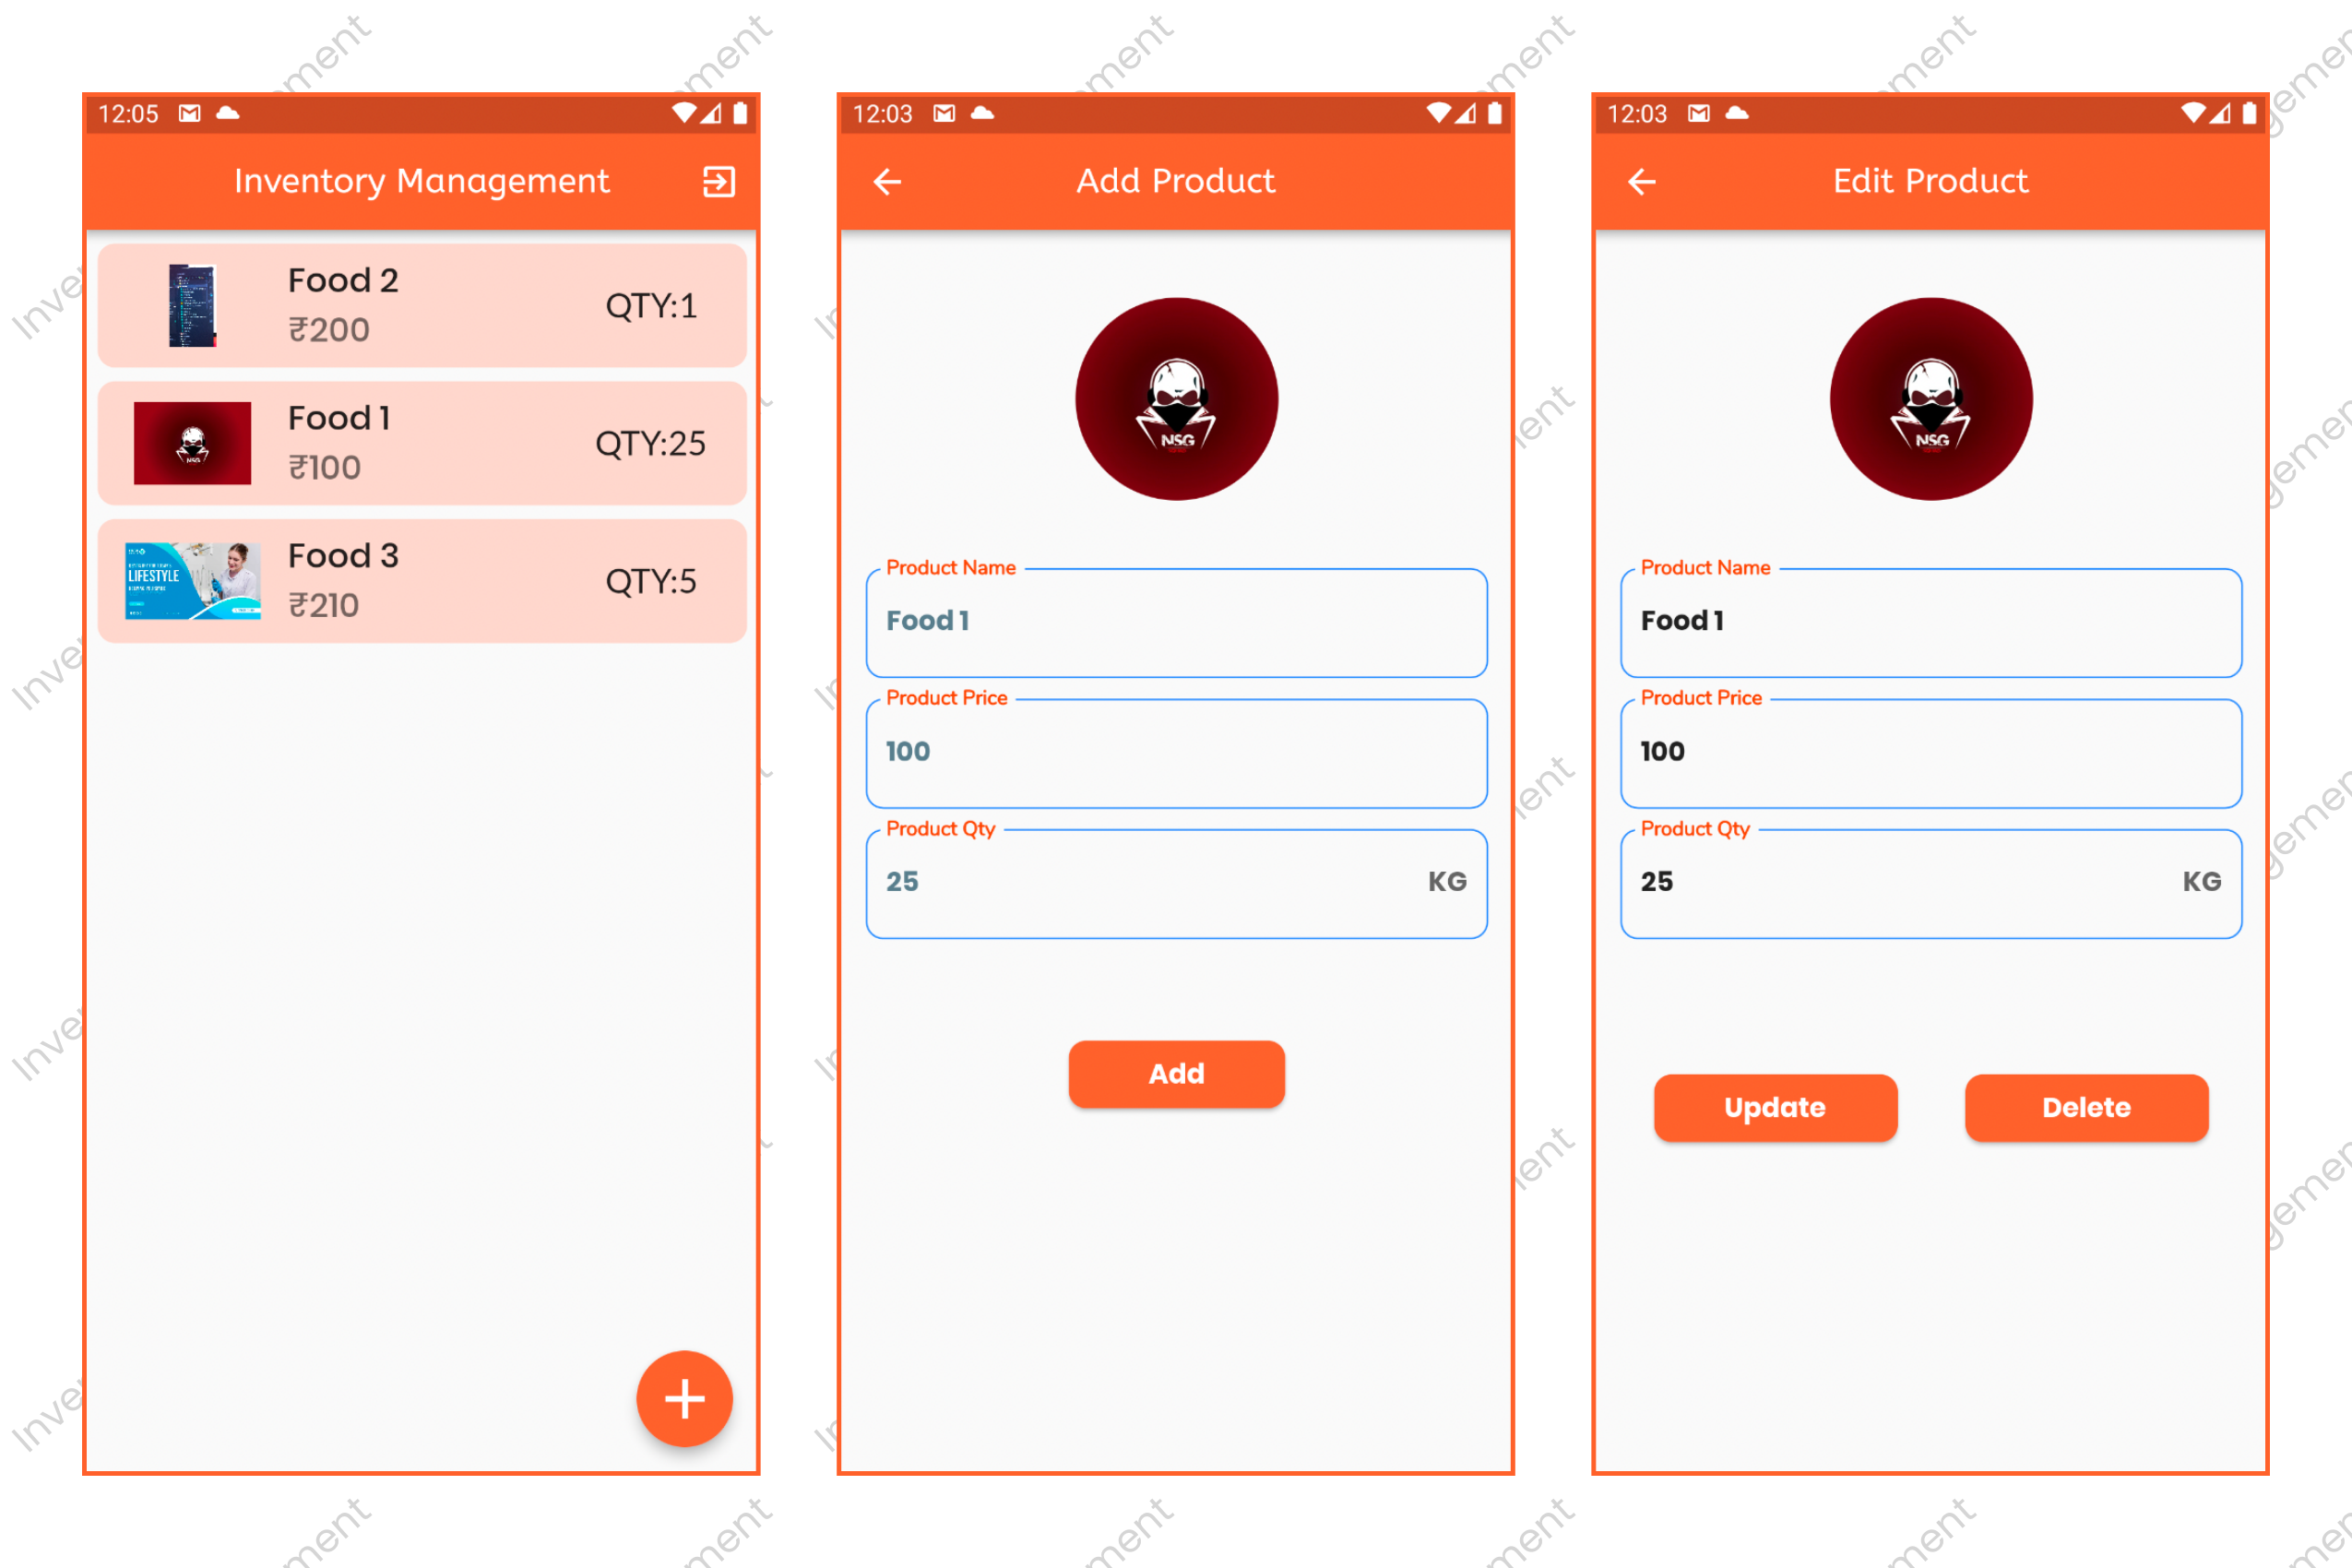 12:05
Inventory Management
Food 2
₹200
QTY:1
NSG
Food 1
₹100
QTY:25
LIFESTYLE
Food 3
₹210
QTY:5
12:03
Add Product
NSG
Product Name
Food 1
Product Price
100
Product Qty
25 KG
Add
12:03
Edit Product
NSG
Product Name
Food 1
Product Price
100
Product Qty
25 KG
Update Delete